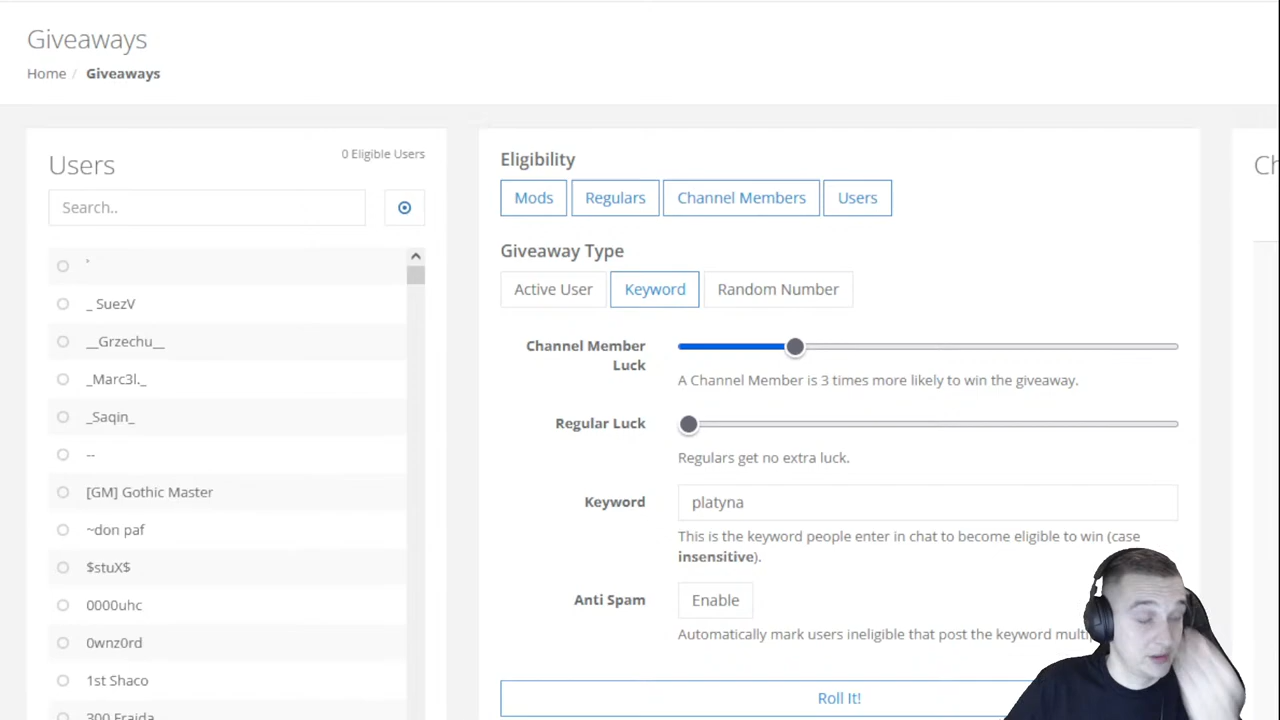 Giveaways
Home / Giveaways
Users
0 Eligible Users
Search..
`
_ SuezV
__Grzechu__
_Marc3l._
_Saqin_
--
[GM] Gothic Master
~don paf
$stuX$
0000uhc
0wnz0rd
1st Shaco
300 Frajda
Eligibility
Mods
Regulars
Channel Members
Users
Giveaway Type
Active User
Keyword
Random Number
Channel Member
Luck
A Channel Member is 3 times more likely to win the giveaway.
Regular Luck
Regulars get no extra luck.
Keyword
platyna
This is the keyword people enter in chat to become eligible to win (case
insensitive).
Anti Spam
Enable
Automatically mark users ineligible that post the keyword
Roll It!